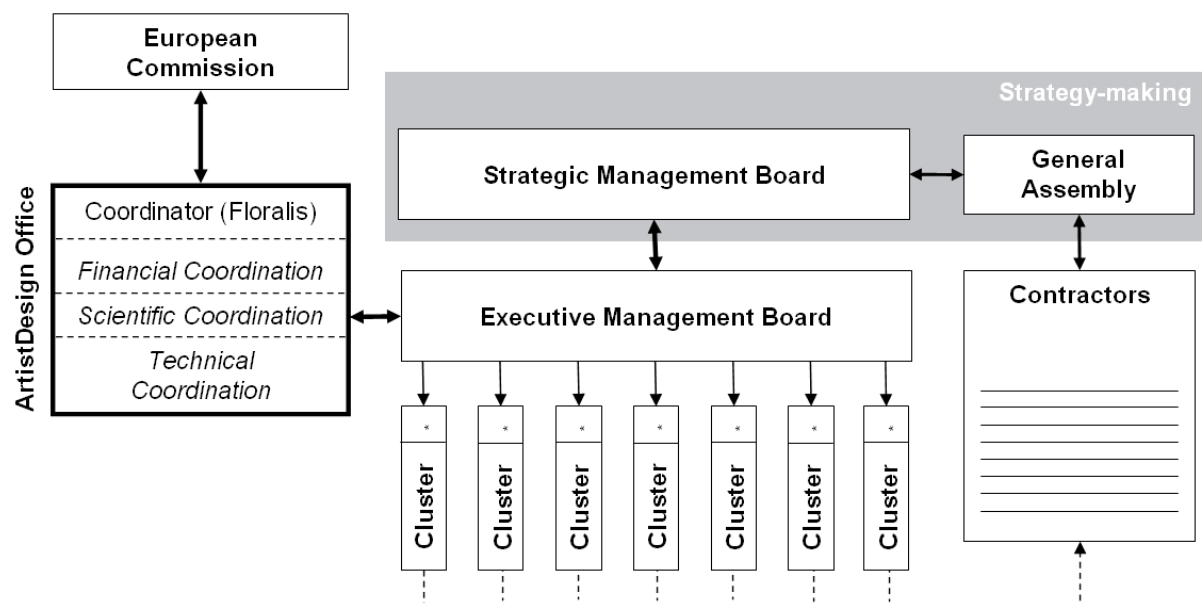 European
Commission
Strategy-making
Strategic Management Board
General
Assembly
ArtistDesign Office
Coordinator (Floralis)
Financial Coordination
Scientific Coordination
Technical
Coordination
Executive Management Board
Contractors
* * * * * * *
Cluster Cluster Cluster Cluster Cluster Cluster Cluster